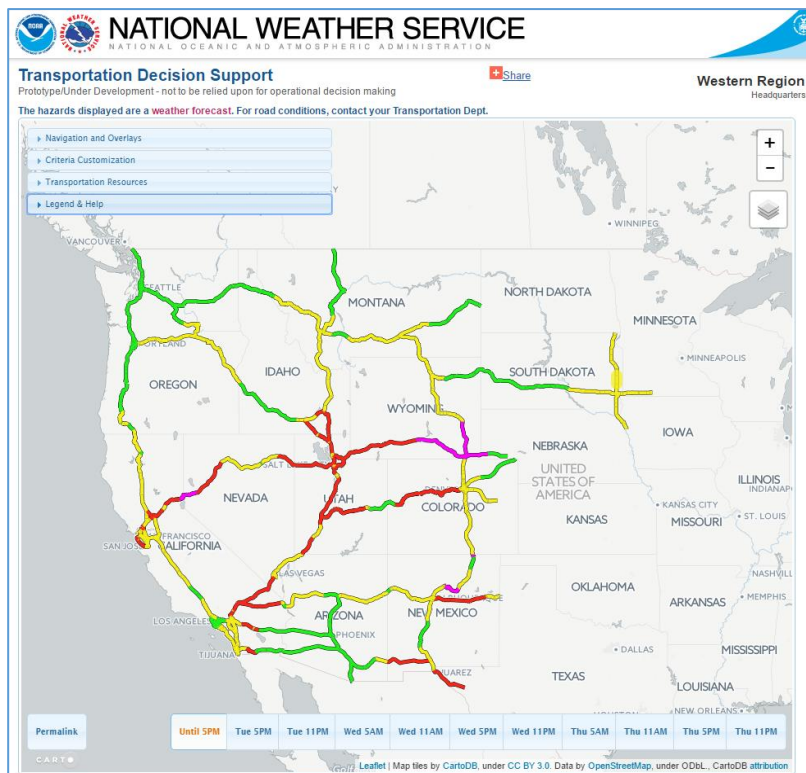 NATIONAL WEATHER SERVICE
NATIONAL OCEANIC AND ATMOSPHERIC ADMINISTRATION
Transportation Decision Support
Share
Prototype/Under Development - not to be relied upon for operational decision making
Western Region
Headquarters
The hazards displayed are a weather forecast. For road conditions, contact your Transportation Dept.
Navigation and Overlays
Criteria Customization
Transportation Resources
Legend & Help
+
−
WINNIPEG
VANCOUVER
SEATTLE
MONTANA
NORTH DAKOTA
MINNESOTA
MINNEAPOLIS
OREGON
IDAHO
SOUTH DAKOTA
WYOMING
IOWA
NEBRASKA
SALT
NEVADA
UTAH
COLORADO
UNITED
STATES OF
AMERICA
ILLINOIS
INDIANAP
KANSAS CITY
KANSAS
MISSOURI
ST. LOUIS
FRANCISCO
SAN JOS
CALIFORNIA
LAS VEGAS
NASHVILL
OKLAHOMA
ARKANSAS
MEMPHIS
LOS ANGELES
ARIZONA
NEW MEXICO
PHOENIX
TIJUANA
MISSISSIPPI
DALLAS
JUAREZ
TEXAS
LOUISIANA
NEW ORLEANS
Permalink
Until 5PM
Tue 5PM
Tue 11PM
Wed 5AM
Wed 11AM
Wed 5PM
Wed 11PM
Thu 5AM
Thu 11AM
Thu 5PM
Thu 11PM
CARTO
Leaflet | Map tiles by CartoDB, under CC BY 3.0. Data by OpenStreetMap, under ODbL., CartoDB attribution